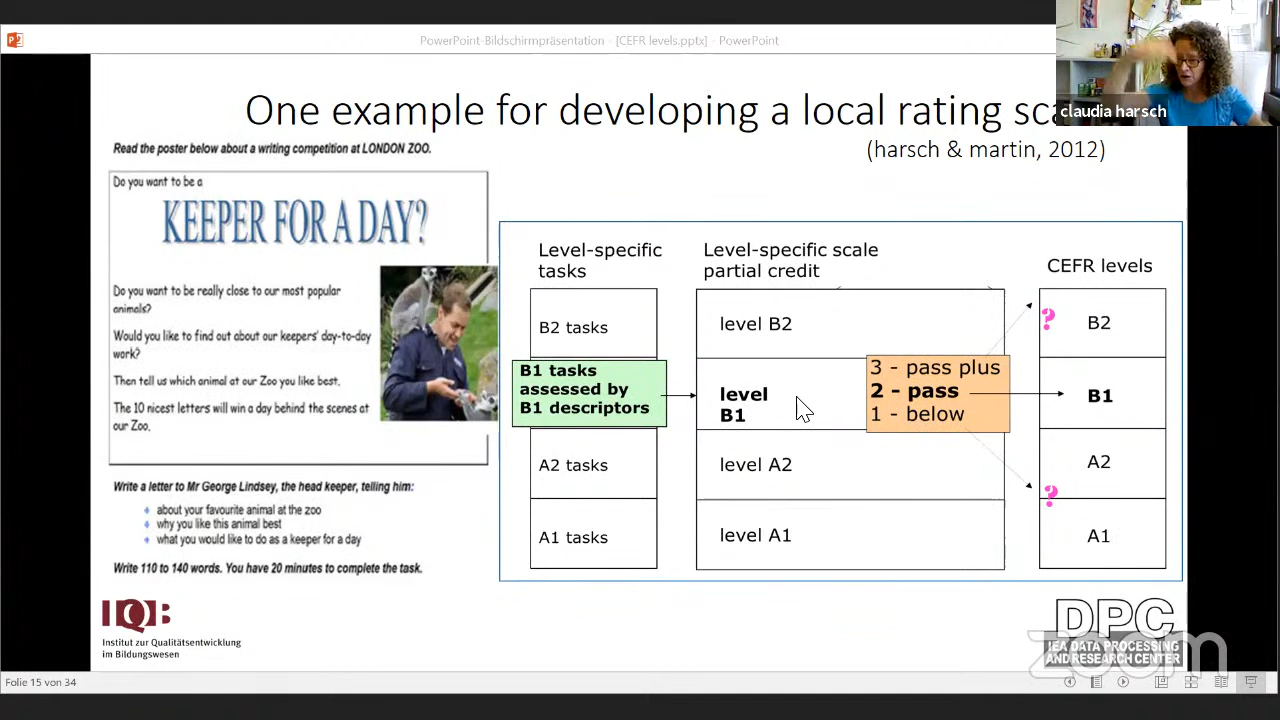 PowerPoint-Bildschirmpräsentation - [CEFR levels.pptx] - PowerPoint
claudia harsch
One example for developing a local rating
(harsch & martin, 2012)
Read the poster below about a writing competition at LONDON ZOO.
Do you want to be a
KEEPER FOR A DAY?
Do you want to be really close to our most popular
animals?
Would you like to find out about our keepers' day-to-day
work?
Then tell us which animal at our Zoo you like best.
The 10 nicest letters will win a day behind the scenes at
our Zoo.
Write a letter to Mr George Lindsey, the head keeper, telling him:
about your favourite animal at the zoo
why you like this animal best
what you would like to do as a keeper for a day
Write 110 to 140 words. You have 20 minutes to complete the task.
Level-specific
tasks
B2 tasks
B1 tasks
assessed by
B1 descriptors
A2 tasks
A1 tasks
Level-specific scale
partial credit
level B2
level
B1
level A2
level A1
3 - pass plus
2 - pass
1 - below
CEFR levels
? B2
B1
A2
?
A1
IQB
Institut zur Qualitätsentwicklung
im Bildungswesen
DPC
IEA DATA PROCESSING
AND RESEARCH CENTER
zoom
Folie 15 von 34